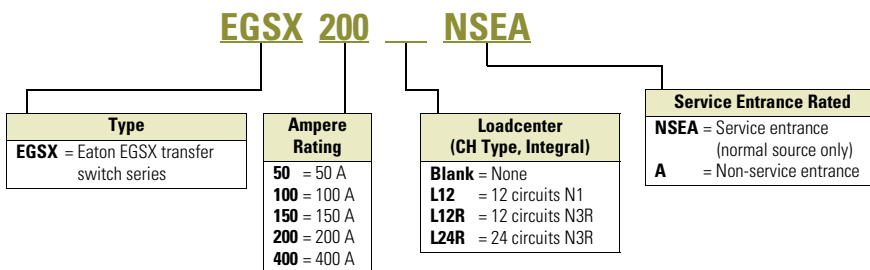 EGSX 200 __ NSEA
Type
EGSX = Eaton EGSX transfer
switch series
Ampere
Rating
50 = 50 A
100 = 100 A
150 = 150 A
200 = 200 A
400 = 400 A
Loadcenter
(CH Type, Integral)
Blank = None
L12 = 12 circuits N1
L12R = 12 circuits N3R
L24R = 24 circuits N3R
Service Entrance Rated
NSEA = Service entrance
(normal source only)
A = Non-service entrance